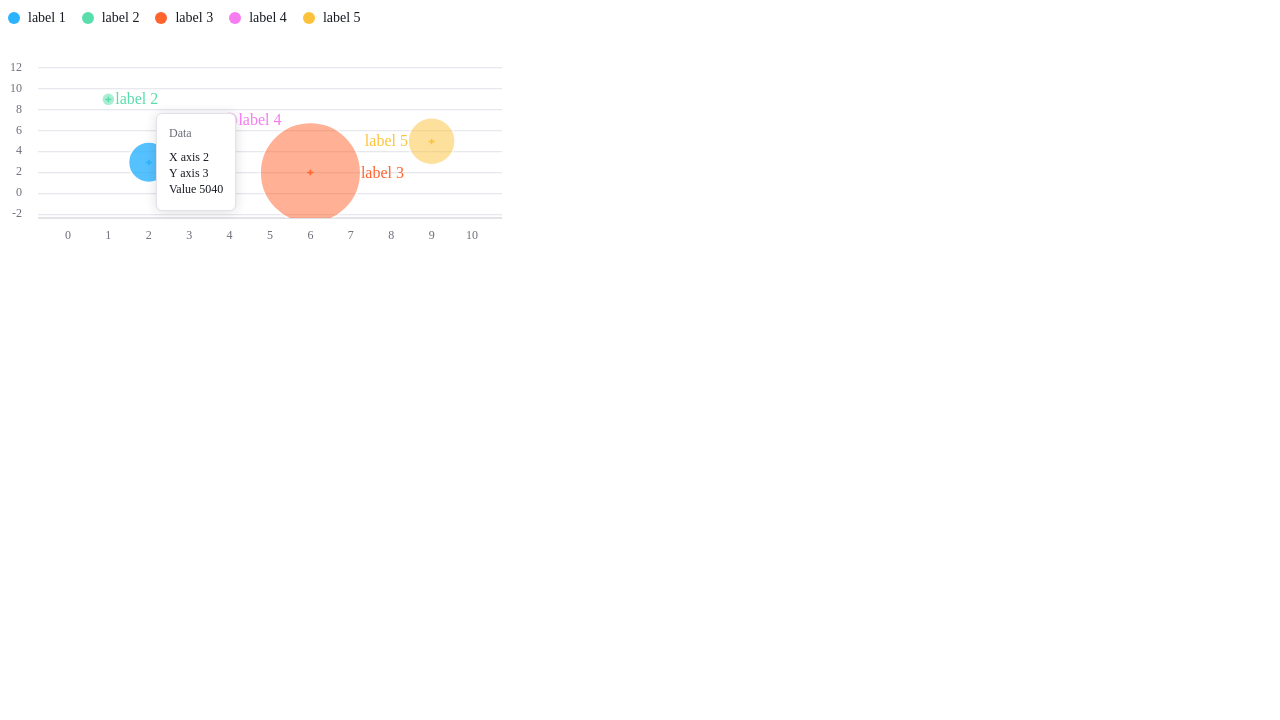 label 1 label 2 label 3 label 4 label 5
12
10
label 2
8
label 4
6
label 5
4
label 3
2
0
-2
Data
X axis 2
Y axis 3
Value 5040
0 1 2 3 4 5 6 7 8 9 10